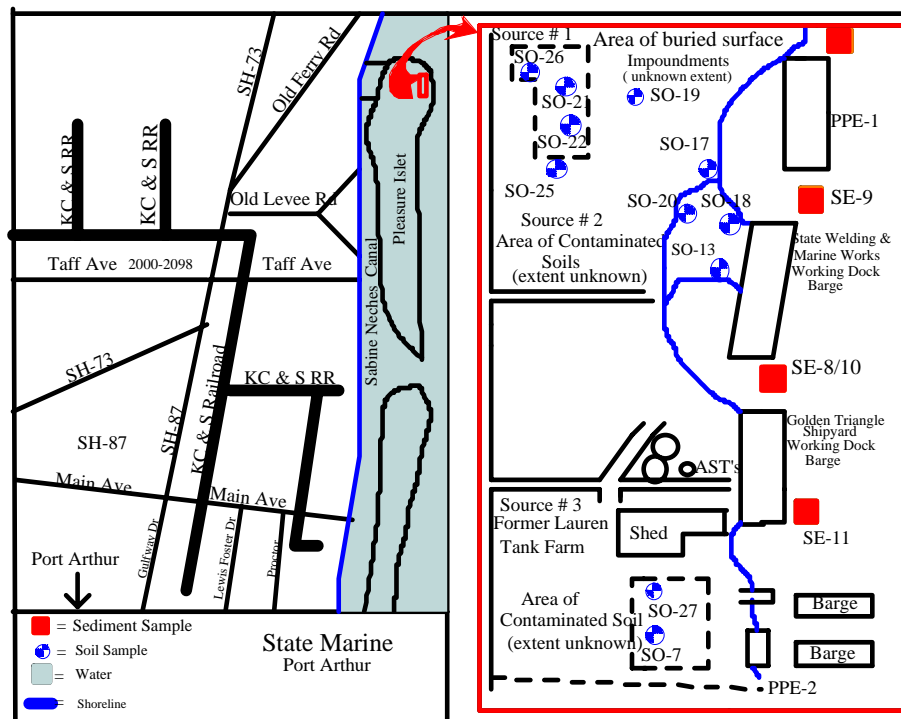 SH-73
Old Ferry Rd
KC & S RR
KC & S RR
Old Levee Rd
Taff Ave 2000-2098
Taff Ave
Sabine Neches Canal
Pleasure Islet
SH-73
SH-87
SH-87
KC & S Railroad
KC & S RR
Main Ave
Main Ave
Port Arthur
Gulfway Dr
Lewis Foster Dr
Proctor
= Sediment Sample
= Soil Sample
= Water
= Shoreline
State Marine
Port Arthur
Source # 1
SO-26
SO-21
SO-22
SO-25
Area of buried surface
Impoundments
( unknown extent)
SO-19
PPE-1
SO-17
SE-9
SO-20
SO-18
SO-13
Source # 2
Area of Contaminated
Soils
(extent unknown)
State Welding &
Marine Works
Working Dock
Barge
SE-8/10
Golden Triangle
Shipyard
Working Dock
Barge
AST's
Source # 3
Former Lauren
Tank Farm
Shed
SE-11
Area of
Contaminated Soil
(extent unknown)
SO-27
SO-7
Barge
Barge
PPE-2